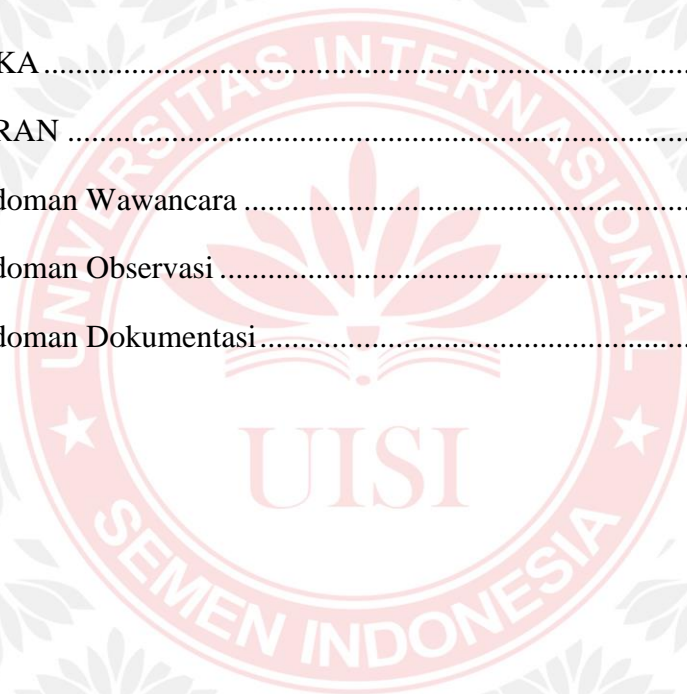 KA
RAN
doman Wawancara
doman Observasi
doman Dokumentasi
UNIVERSITAS INTERNASIONAL
UISI
SEMEN INDONESIA